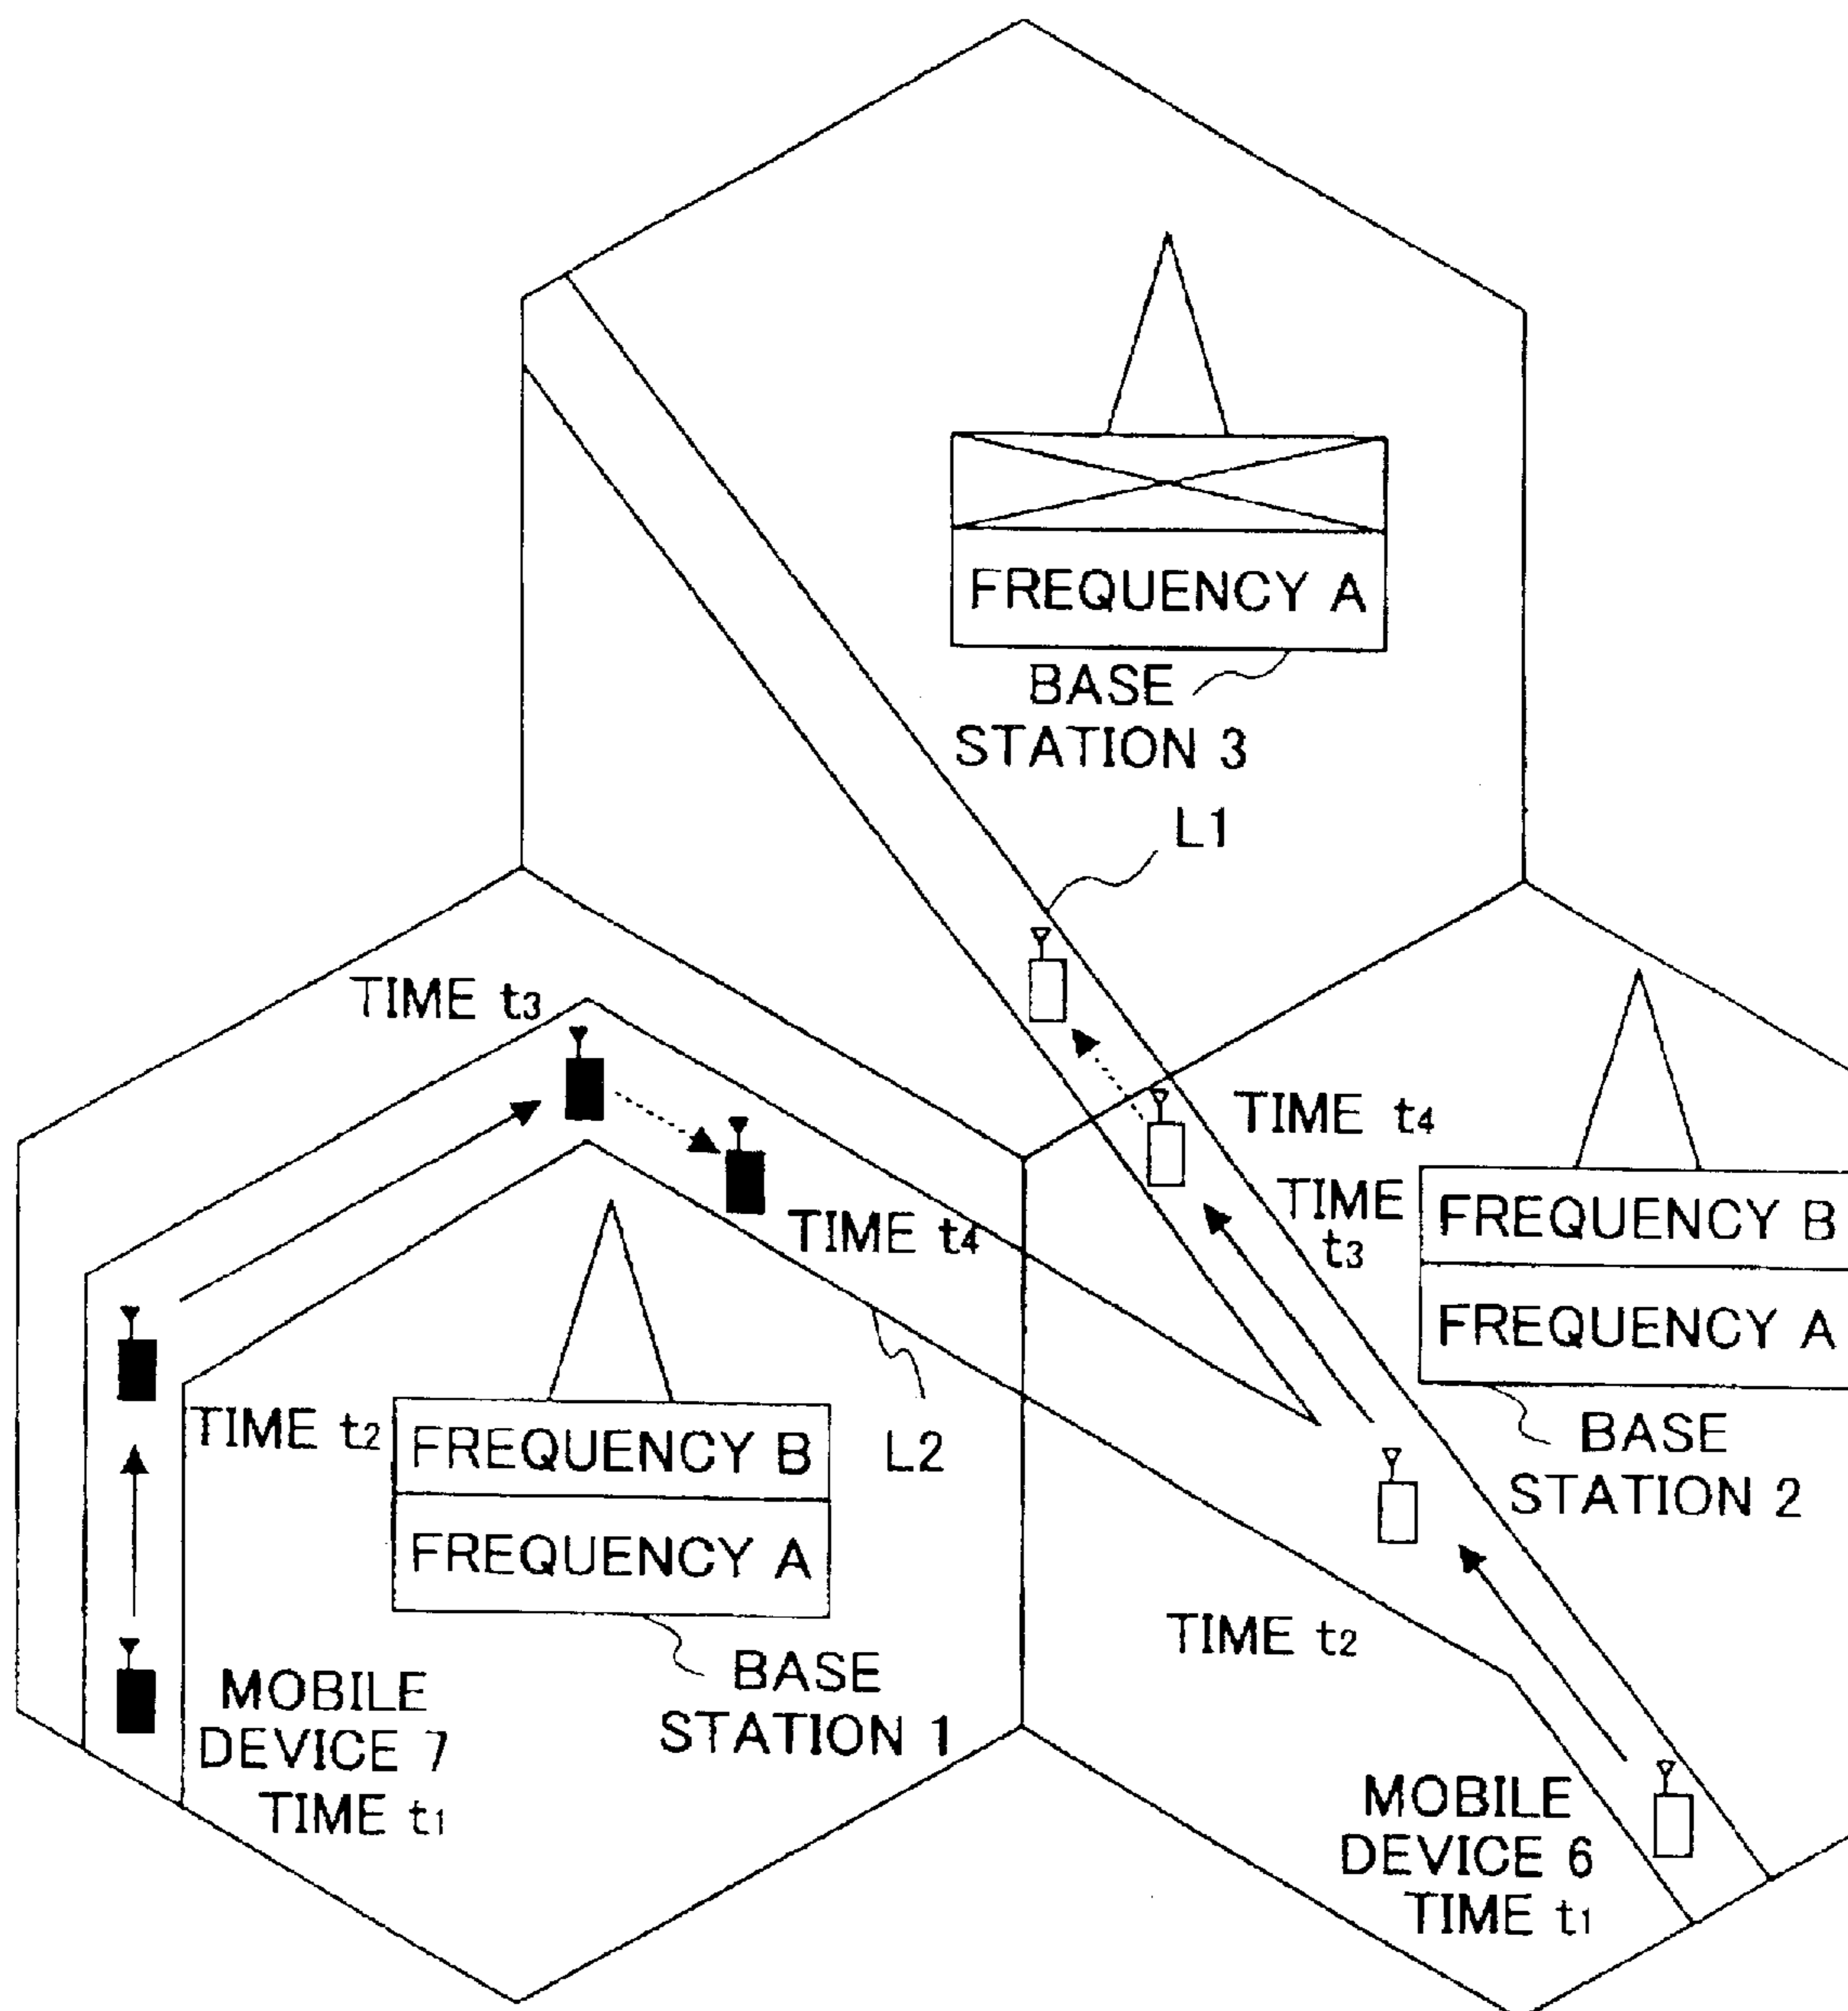 FREQUENCY A
BASE
STATION 3
L1
TIME t3
TIME t4
TIME
t3
FREQUENCY B
FREQUENCY A
BASE
STATION 2
TIME t4
TIME t2
FREQUENCY B
FREQUENCY A
L2
BASE
STATION 1
MOBILE
DEVICE 7
TIME t1
TIME t2
MOBILE
DEVICE 6
TIME t1